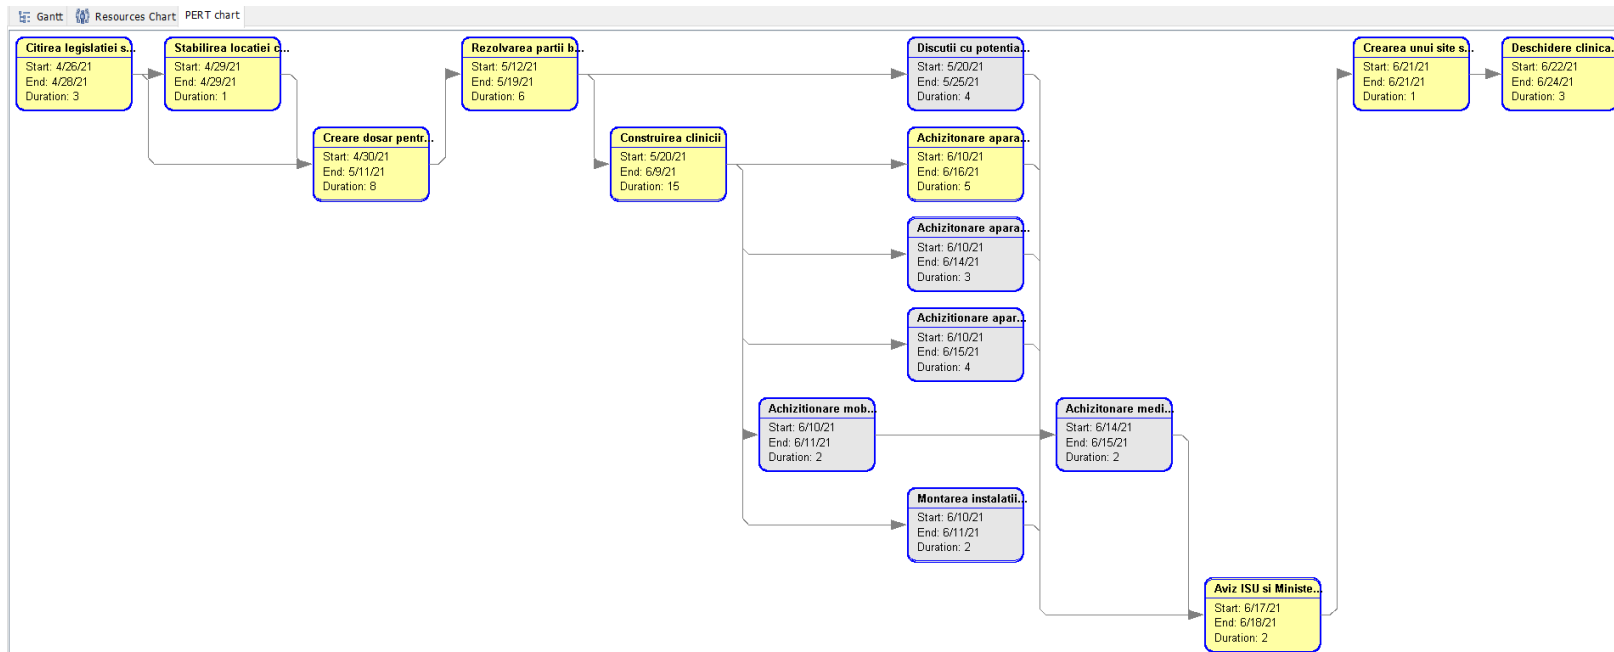 Gantt Resources Chart PERT chart
Citirea legislatiei s...
Start: 4/26/21
End: 4/28/21
Duration: 3
Stabilirea locatiei c...
Start: 4/29/21
End: 4/29/21
Duration: 1
Rezolvarea partii b...
Start: 5/12/21
End: 5/19/21
Duration: 6
Discutii cu potentia...
Start: 5/20/21
End: 5/25/21
Duration: 4
Crearea unui site s...
Start: 6/21/21
End: 6/21/21
Duration: 1
Deschidere clinica...
Start: 6/22/21
End: 6/24/21
Duration: 3
Creare dosar pentr...
Start: 4/30/21
End: 5/11/21
Duration: 8
Construirea clinicii
Start: 5/20/21
End: 6/9/21
Duration: 15
Achizitonare apara...
Start: 6/10/21
End: 6/16/21
Duration: 5
Achizitonare apara...
Start: 6/10/21
End: 6/14/21
Duration: 3
Achizitionare apar...
Start: 6/10/21
End: 6/15/21
Duration: 4
Achizitionare mob...
Start: 6/10/21
End: 6/11/21
Duration: 2
Achizitonare medi...
Start: 6/14/21
End: 6/15/21
Duration: 2
Montarea instalatii...
Start: 6/10/21
End: 6/11/21
Duration: 2
Aviz ISU si Ministe...
Start: 6/17/21
End: 6/18/21
Duration: 2